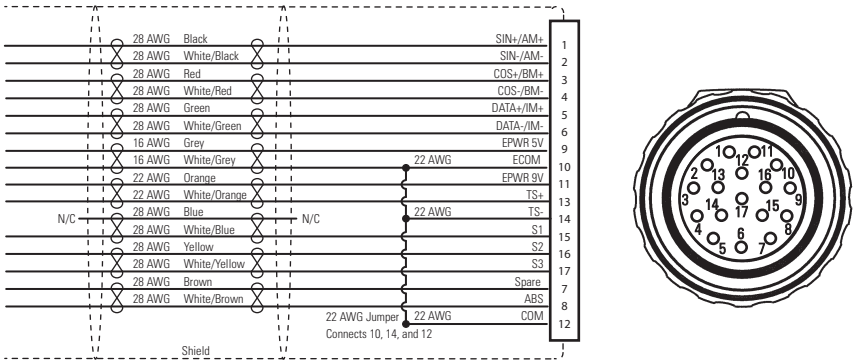 28 AWG Black SIN+/AM+ 1
28 AWG White/Black SIN-/AM- 2
28 AWG Red COS+/BM+ 3
28 AWG White/Red COS-/BM- 4
28 AWG Green DATA+/IM+ 5
28 AWG White/Green DATA-/IM- 6
16 AWG Grey EPWR 5V 9
16 AWG White/Grey 22 AWG ECOM 10
22 AWG Orange EPWR 9V 11
22 AWG White/Orange TS+ 13
N/C 28 AWG Blue N/C 22 AWG TS- 14
28 AWG White/Blue S1 15
28 AWG Yellow S2 16
28 AWG White/Yellow S3 17
28 AWG Brown Spare 7
28 AWG White/Brown ABS 8
22 AWG Jumper 22 AWG COM 12
Connects 10, 14, and 12
Shield
1 12 11
2 13 16 10
3 9
14 17 15
4 8
5 6 7